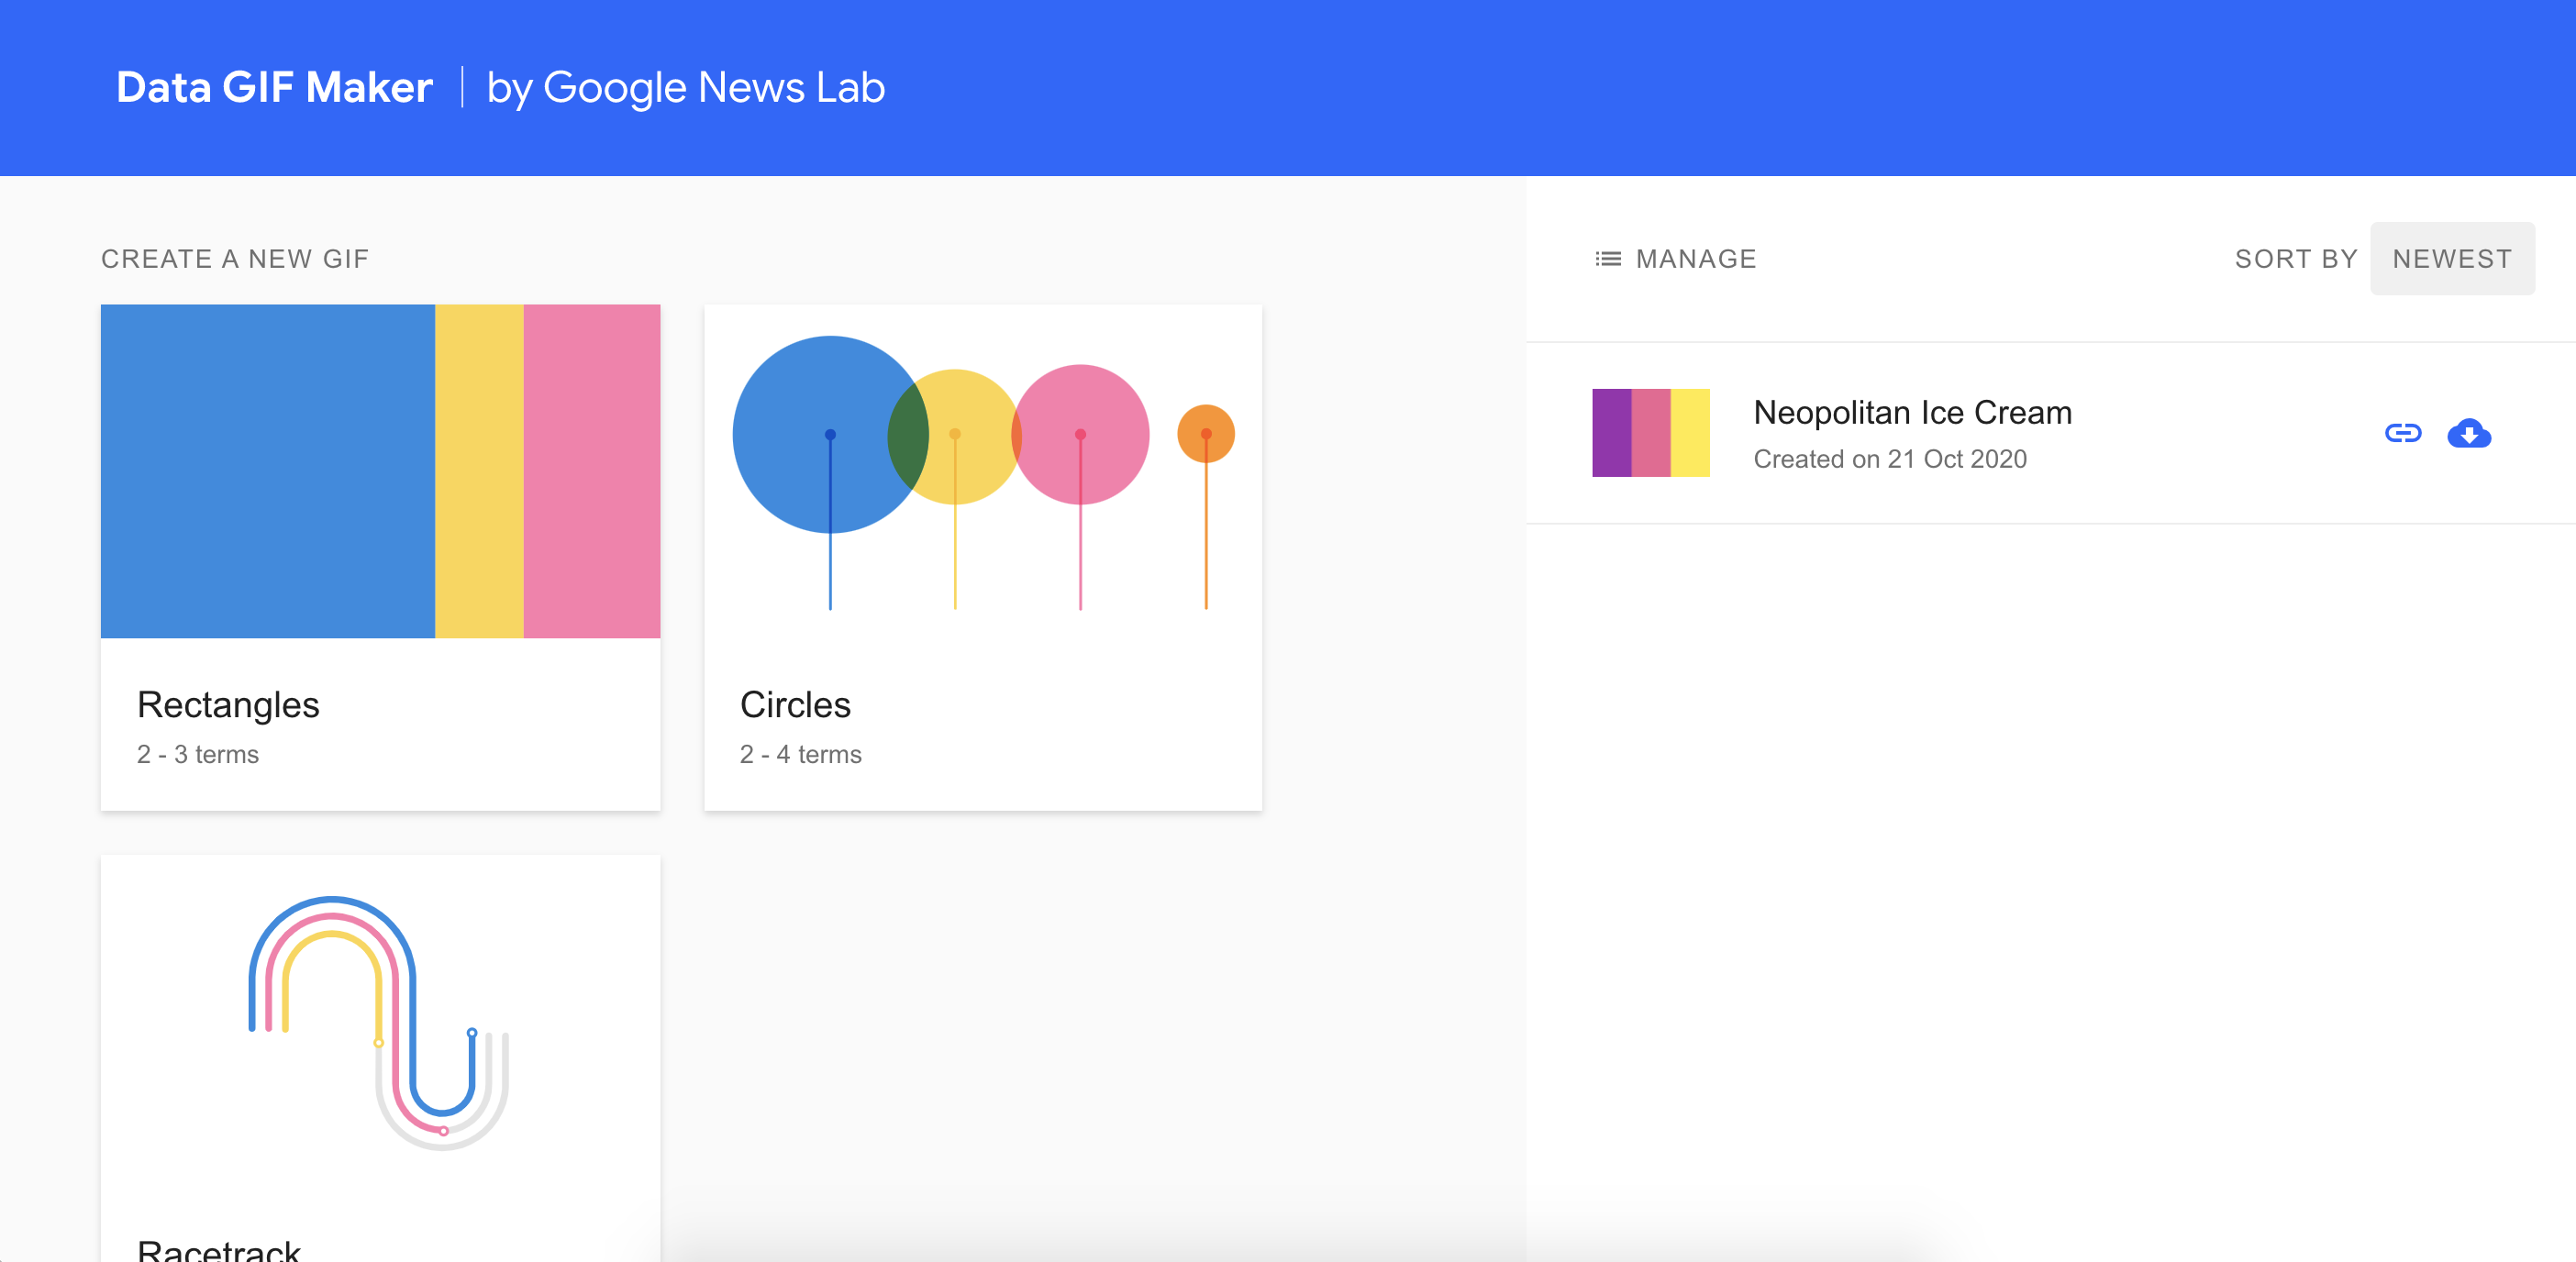 Data GIF Maker | by Google News Lab
CREATE A NEW GIF
Rectangles
2 - 3 terms
Circles
2 - 4 terms
Racetrack
MANAGE
SORT BY NEWEST
Neopolitan Ice Cream
Created on 21 Oct 2020